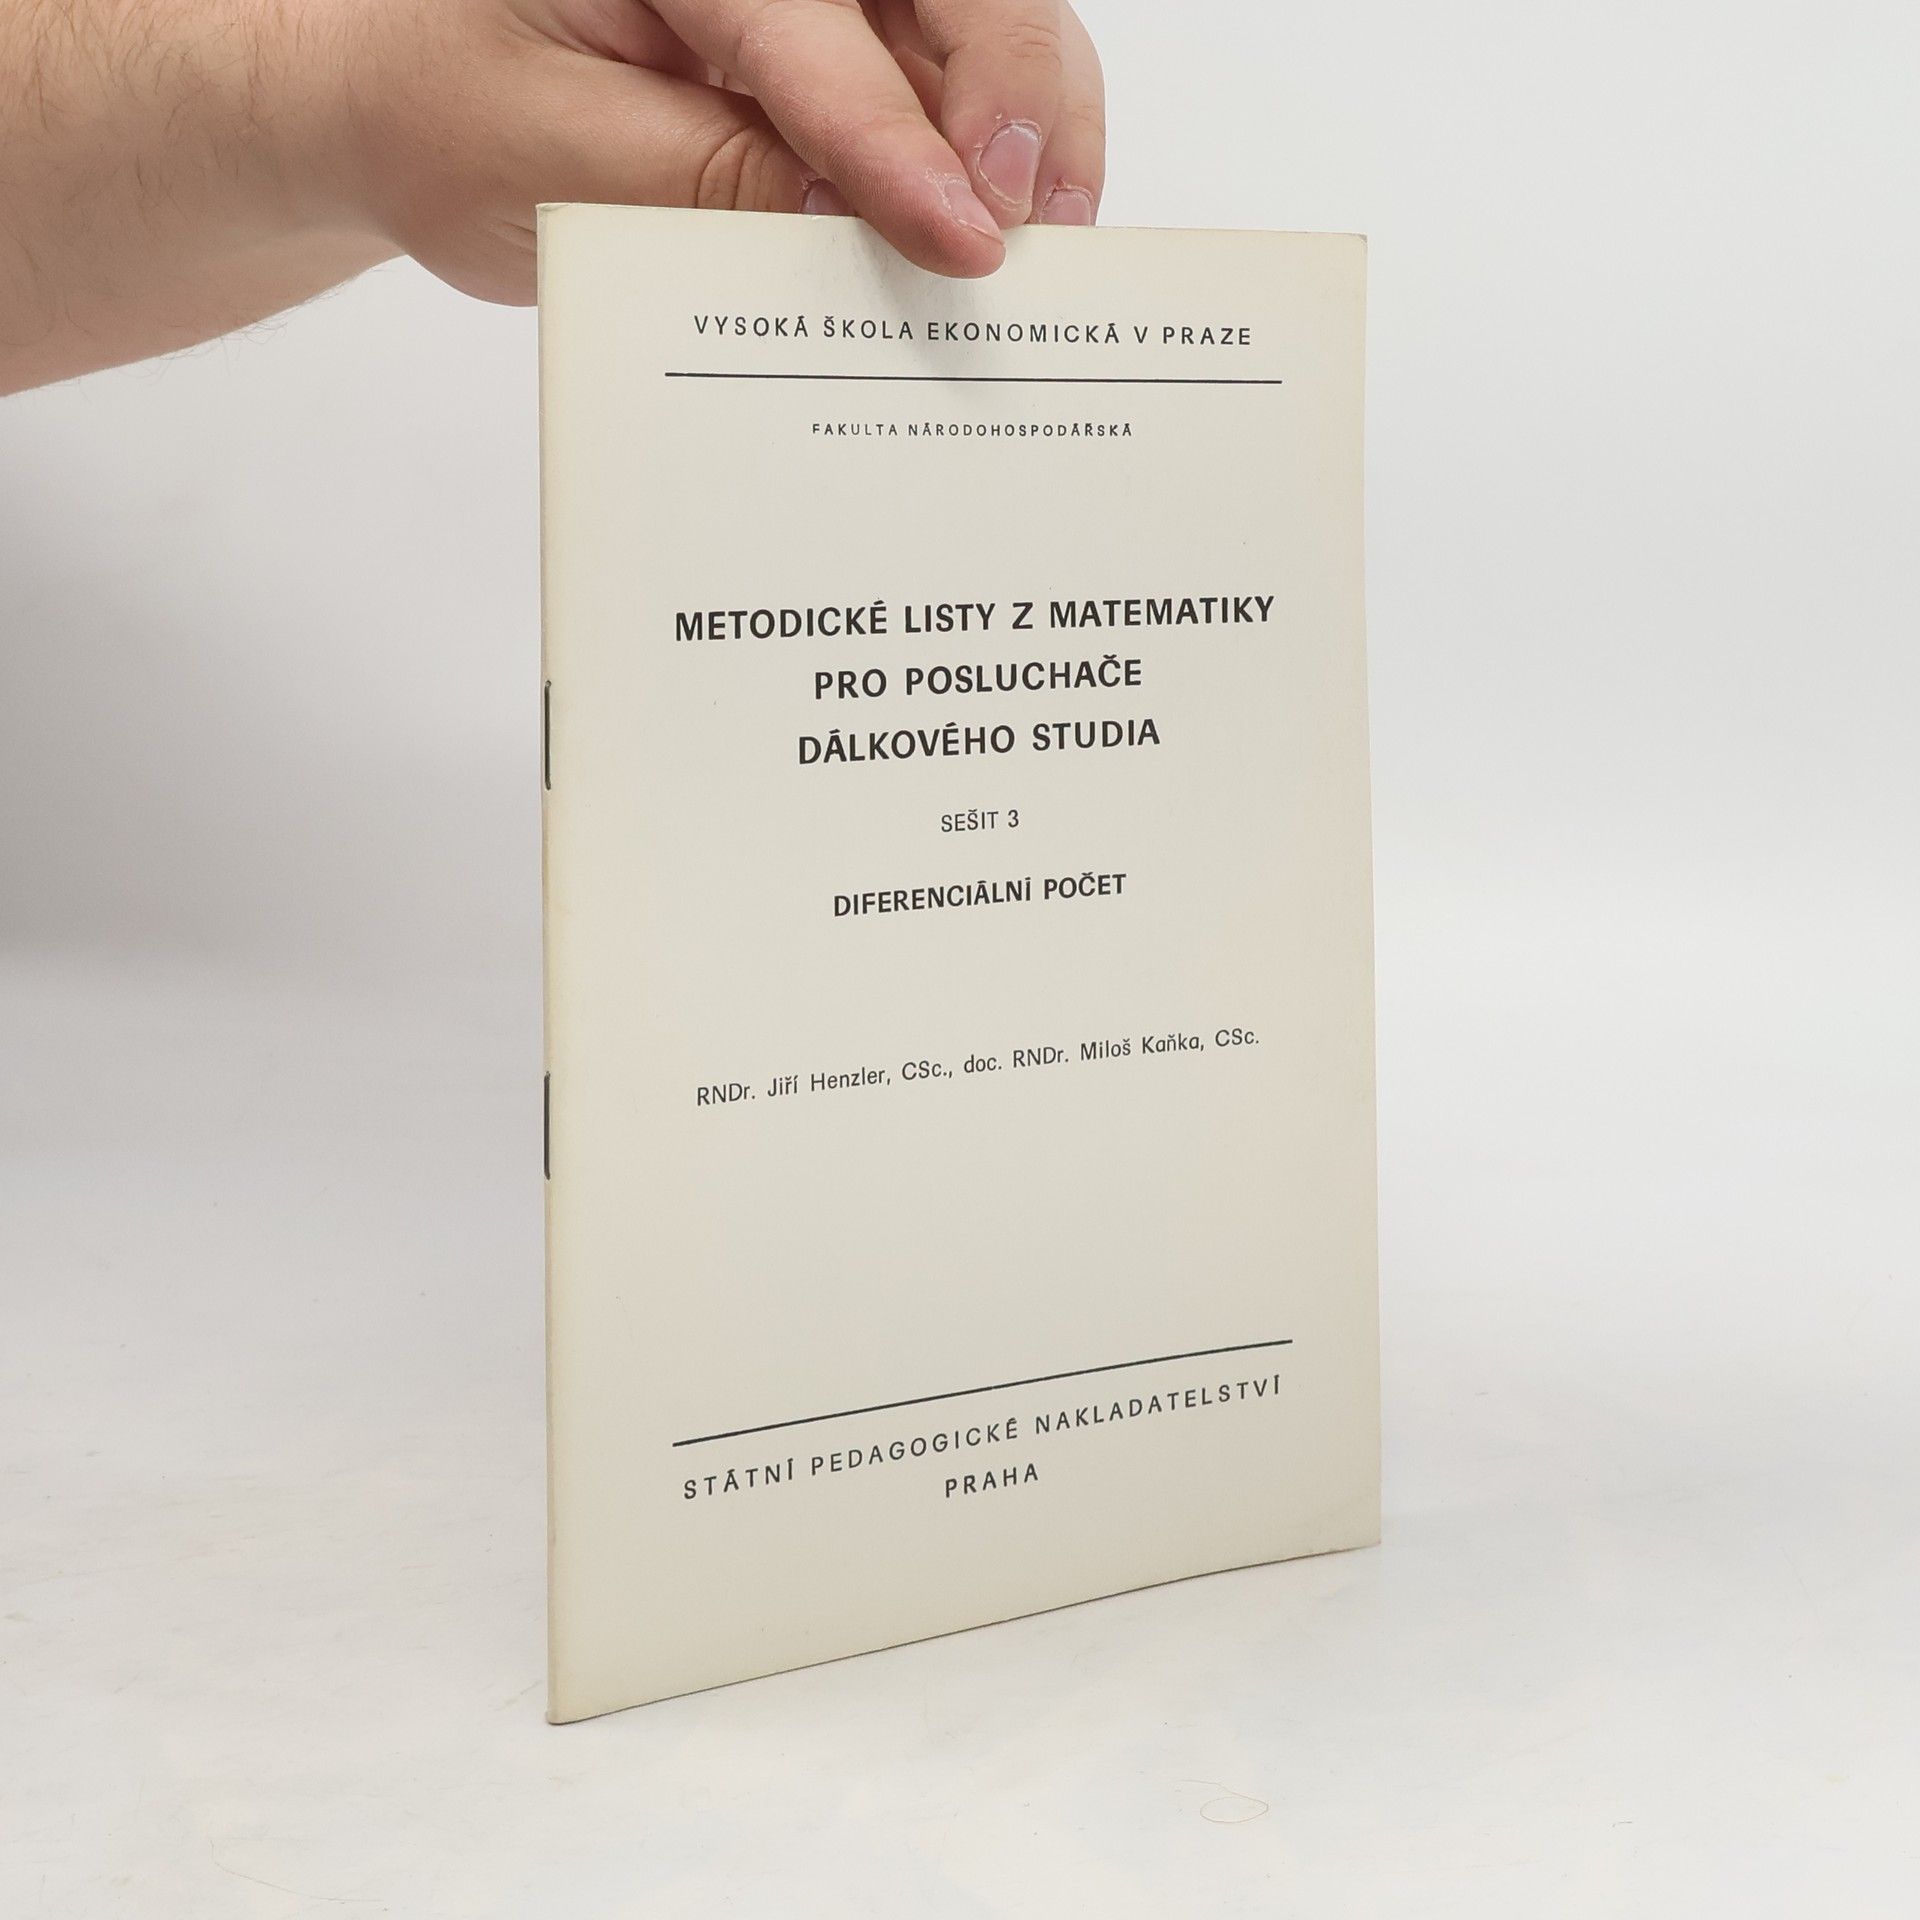 VYSOKÁ ŠKOLA EKONOMICKÁ V PRAZE
FAKULTA NÁRODOHOSPODÁŘSKÁ
METODICKÉ LISTY Z MATEMATIKY
PRO POSLUCHAČE
DÁLKOVÉHO STUDIA
SEŠIT 3
DIFERENCIÁLNÍ POČET
RNDr. Jiří Henzler, CSc., doc. RNDr. Miloš Kaňka, CSc.
STÁTNÍ PEDAGOGICKÉ NAKLADATELSTVÍ
PRAHA